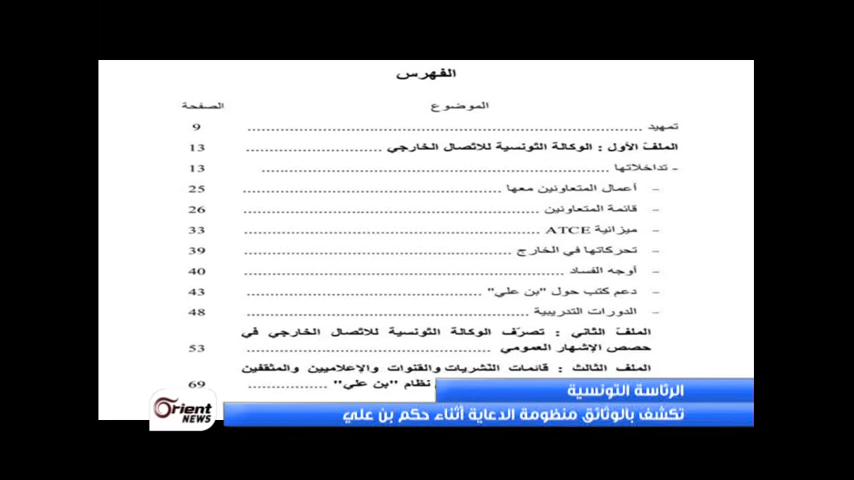 الفهرس
الموضوع الصفحة
تمهيد ........................ 9
الملف الأول : الوكالة التونسية للاتصال الخارجي ........................ 13
- تداخلاتها ........................ 13
- أعمال المتعاونين معها ........................ 25
- قائمة المتعاونين ........................ 26
- ميزانية ATCE ........................ 33
- تحركاتها في الخارج ........................ 39
- أوجه الفساد ........................ 40
- دعم كتب حول "بن علي" ........................ 43
- الدورات التدريبية ........................ 48
الملف الثاني : تصرّف الوكالة التونسية للاتصال الخارجي في
حصص الإشهار العمومي ........................ 53
الملف الثالث : قائمات النشريات والقنوات والإعلاميين والمثقفين
نظام "بن علي" ........................ 69
الرئاسة التونسية
تكشف بالوثائق منظومة الدعاية أثناء حكم بن علي
Orient NEWS